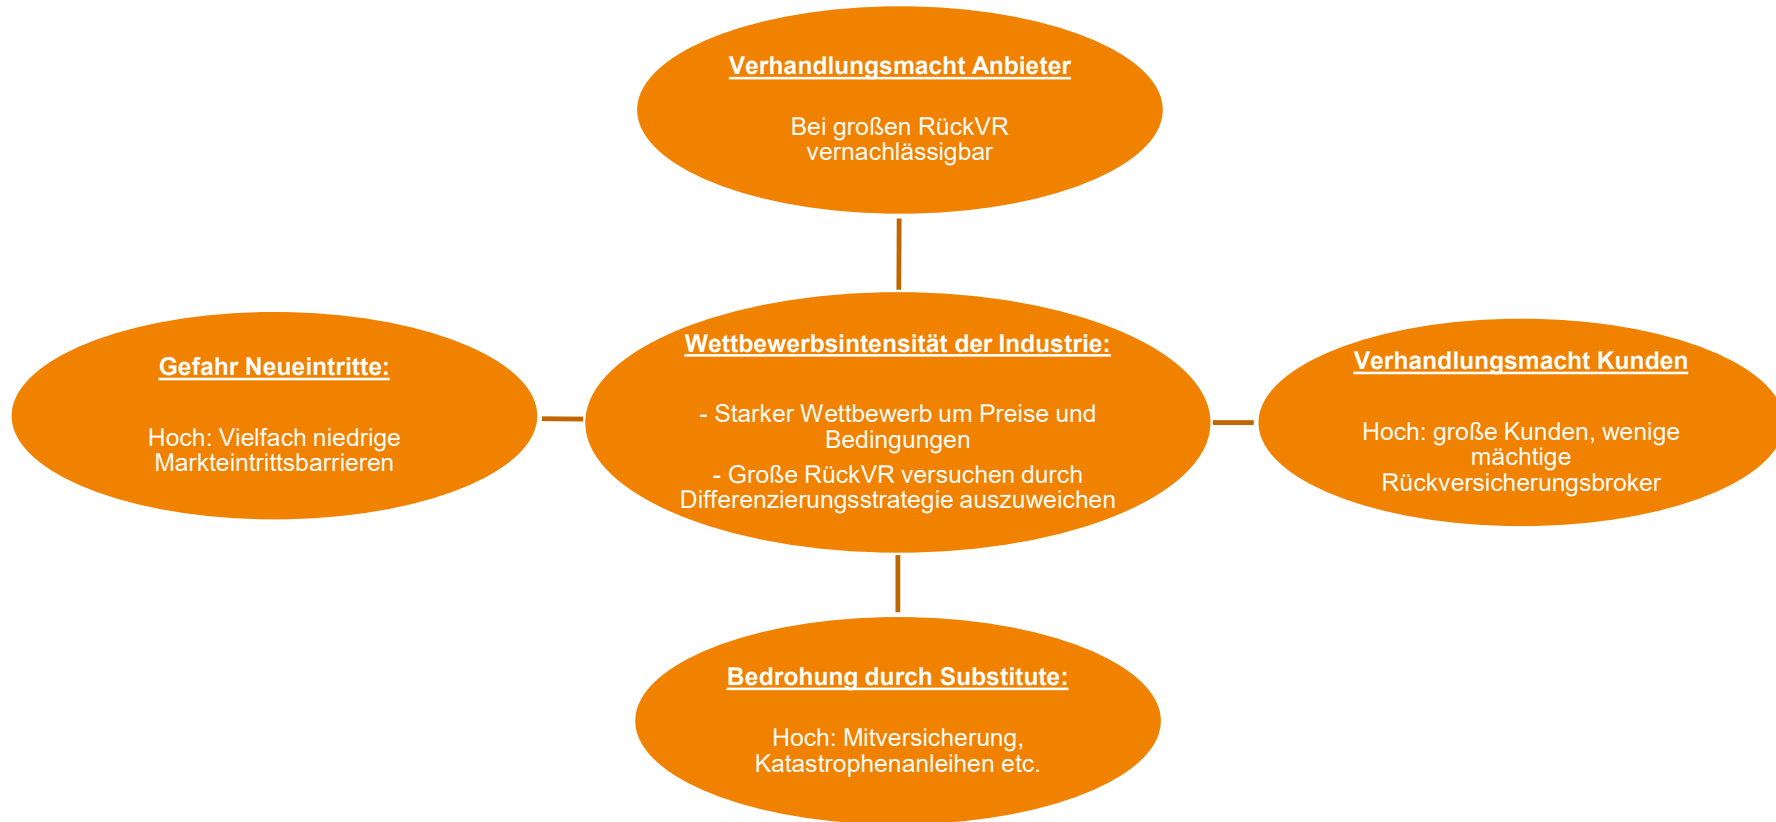 Verhandlungsmacht Anbieter
Bei großen RückVR
vernachlässigbar
Gefahr Neueintritte:
Hoch: Vielfach niedrige
Markteintrittsbarrieren
Wettbewerbsintensität der Industrie:
- Starker Wettbewerb um Preise und
Bedingungen
- Große RückVR versuchen durch
Differenzierungsstrategie auszuweichen
Verhandlungsmacht Kunden
Hoch: große Kunden, wenige
mächtige
Rückversicherungsbroker
Bedrohung durch Substitute:
Hoch: Mitversicherung,
Katastrophenanleihen etc.